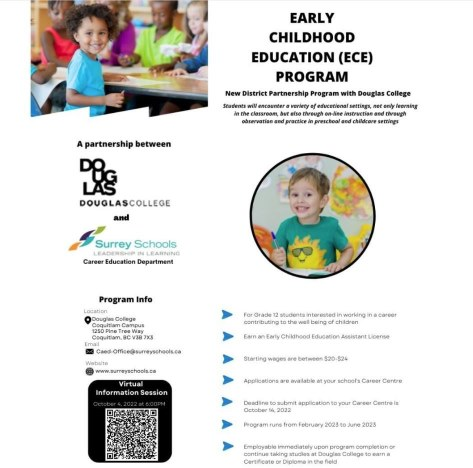 EARLY
CHILDHOOD
EDUCATION (ECE)
PROGRAM
New District Partnership Program with Douglas College
Students will encounter a variety of educational settings, not only learning
in the classroom, but also through on-line instruction and through
observation and practice in preschool and childcare settings
A partnership between
DO
UG
LAS
DOUGLASCOLLEGE
and
Surrey Schools
LEADERSHIP IN LEARNING
Career Education Department
Program Info
Location
Douglas College
Coquitlam Campus
1250 Pine Tree Way
Coquitlam, BC V3B 7X3
Email
Caed-Office@surreyschools.ca
Website
www.surreyschools.ca
Virtual
Information Session
October 4, 2022 at 6:00PM
For Grade 12 students interested in working in a career
contributing to the well being of children
Earn an Early Childhood Education Assistant License
Starting wages are between $20-$24
Applications are available at your school's Career Centre
Deadline to submit application to your Career Centre is
October 14, 2022
Program runs from February 2023 to June 2023
Employable immediately upon program completion or
continue taking studies at Douglas College to earn a
Certificate or Diploma in the field